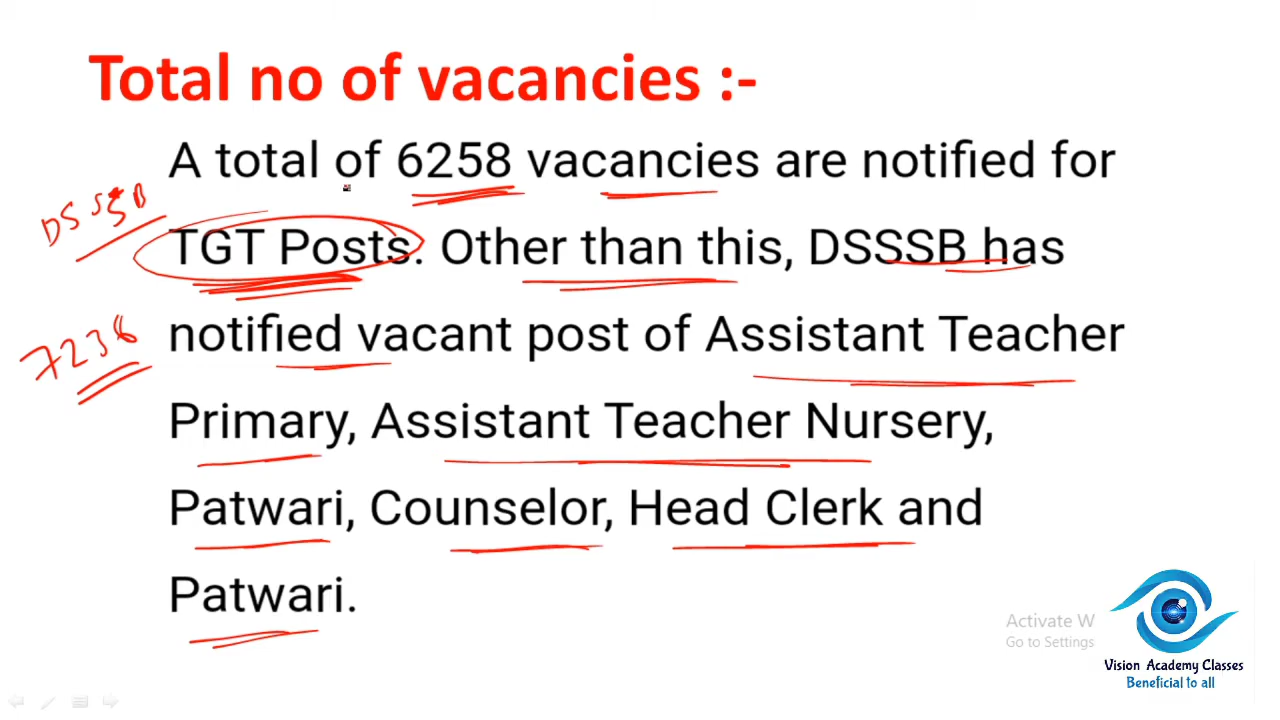 Total no of vacancies :-
A total of 6258 vacancies are notified for
DSSSB
TGT Posts. Other than this, DSSSB has
7236
notified vacant post of Assistant Teacher
Primary, Assistant Teacher Nursery,
Patwari, Counselor, Head Clerk and
Patwari.
Activate W
Go to Settings
Vision Academy Classes
Beneficial to all